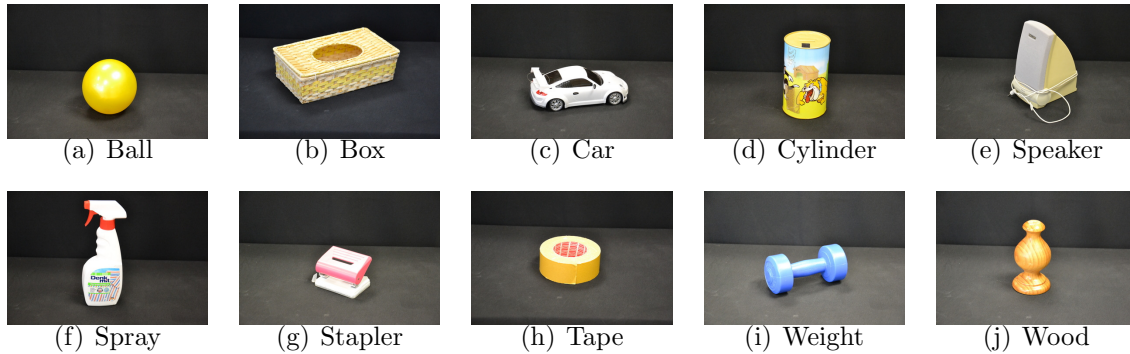 (a) Ball
(b) Box
(c) Car
(d) Cylinder
(e) Speaker
(f) Spray
(g) Stapler
(h) Tape
(i) Weight
(j) Wood